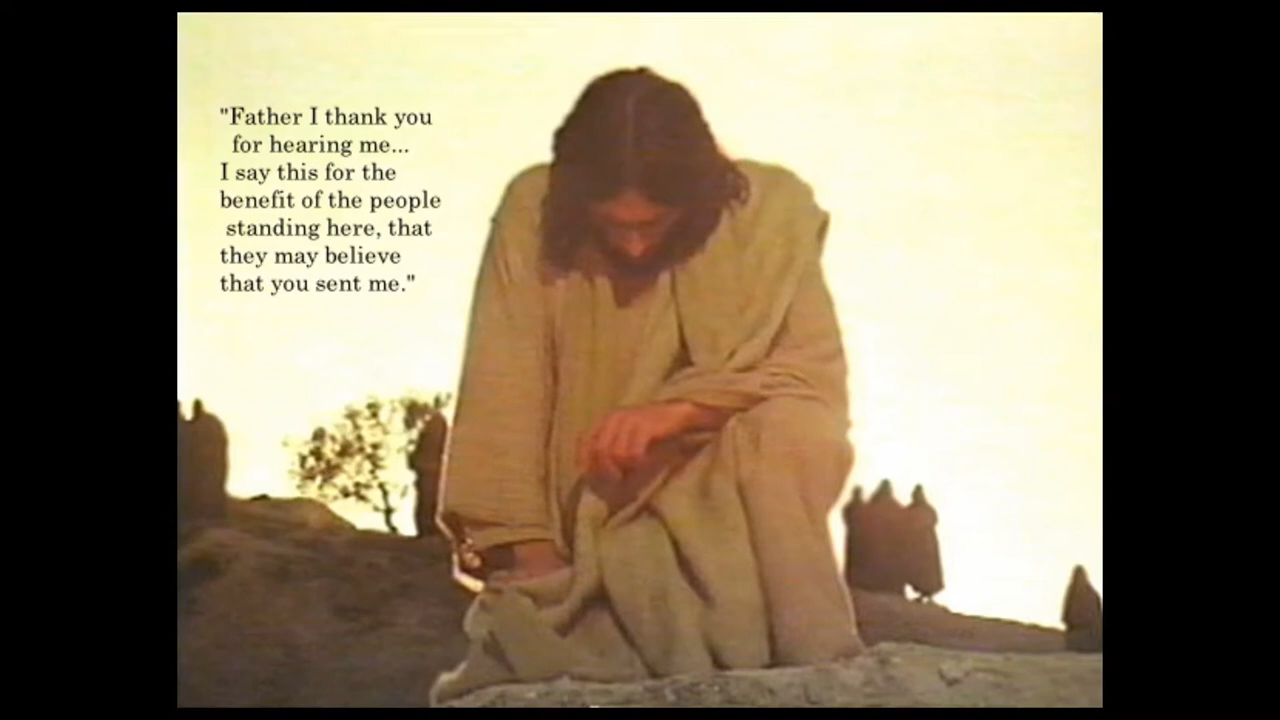 "Father I thank you
for hearing me...
I say this for the
benefit of the people
standing here, that
they may believe
that you sent me."